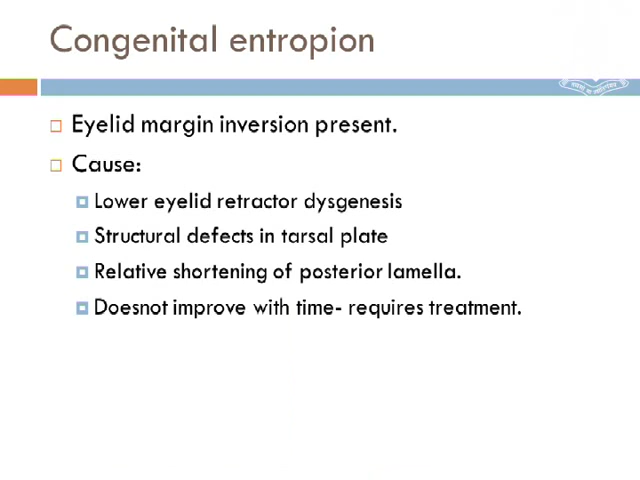 Congenital entropion
Eyelid margin inversion present.
Cause:
Lower eyelid retractor dysgenesis
Structural defects in tarsal plate
Relative shortening of posterior lamella.
Doesnot improve with time- requires treatment.